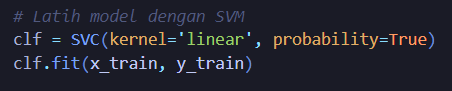 # Latih model dengan SVM
clf = SVC(kernel='linear', probability=True)
clf.fit(x_train, y_train)